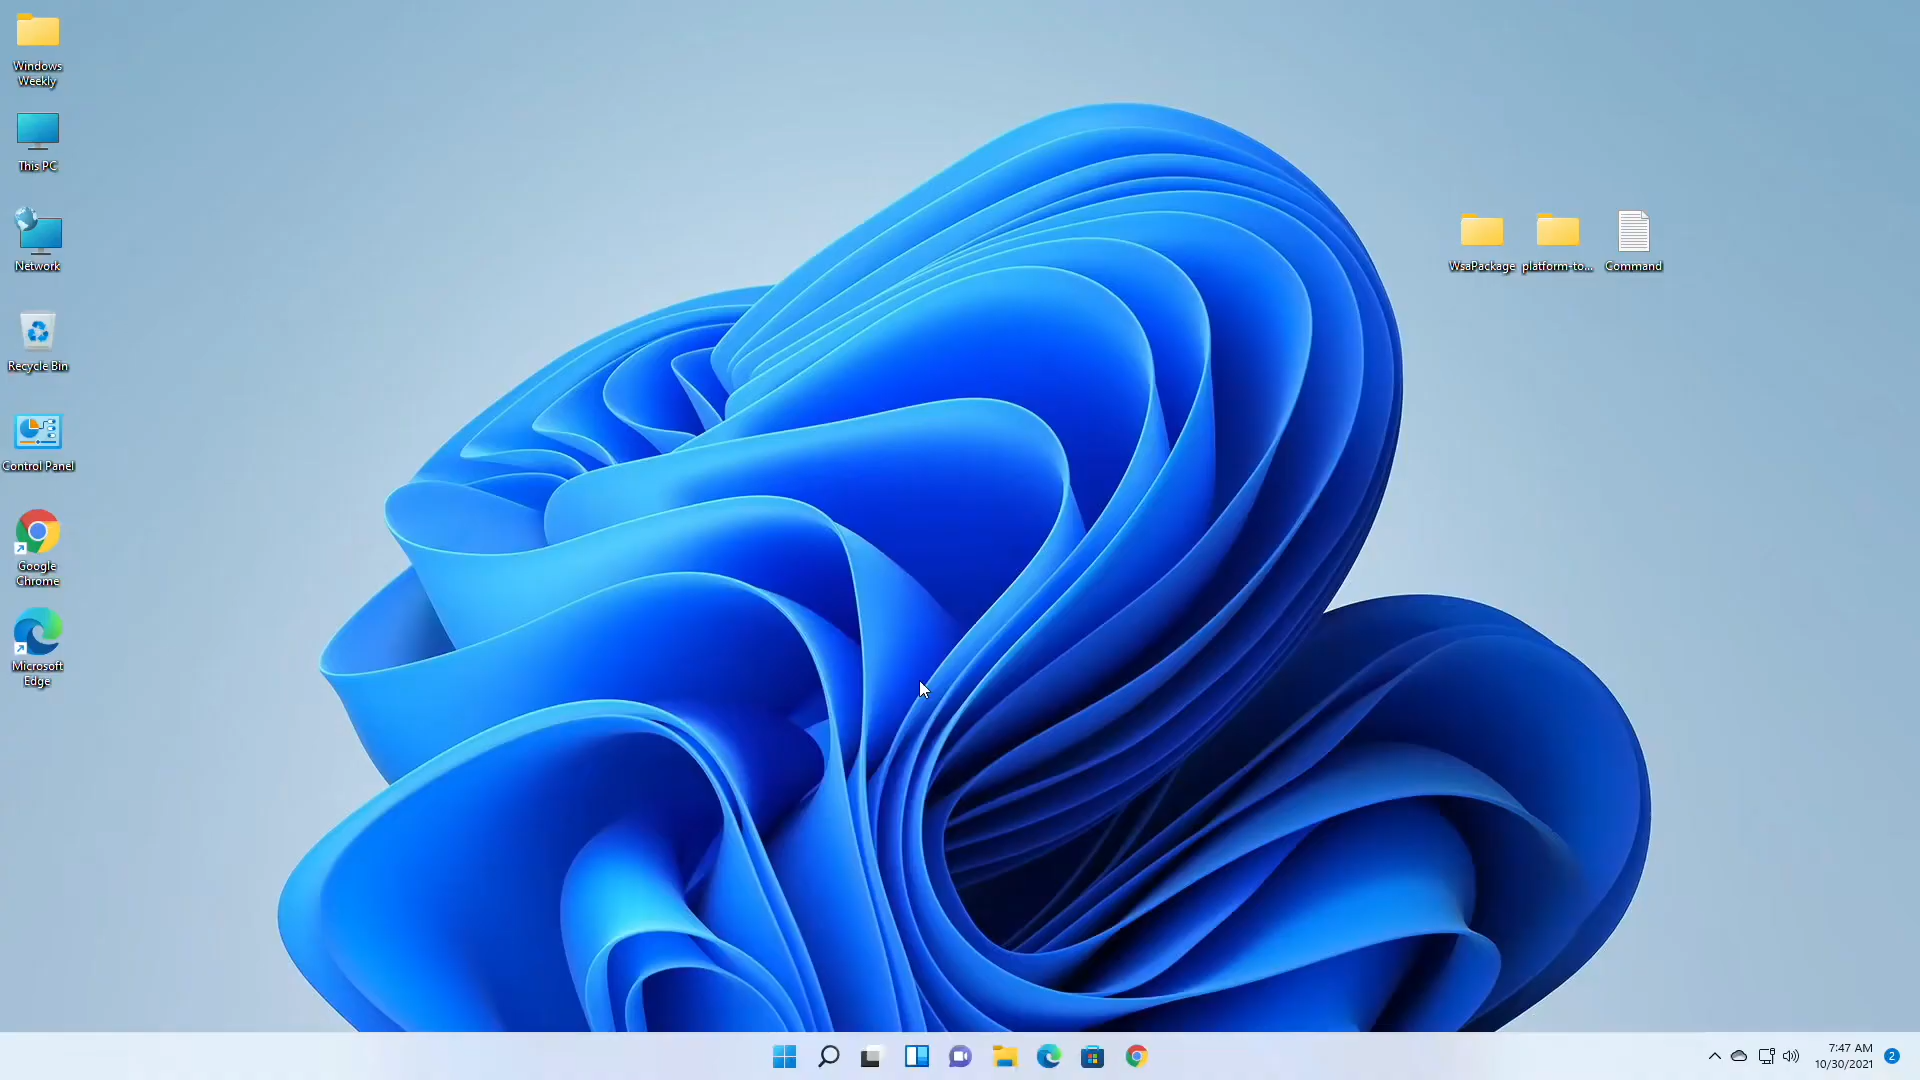 Windows
Weekly
This PC
Network
Recycle Bin
Control Panel
Google
Chrome
Microsoft
Edge
WsaPackage
platform-to...
Command
7:47 AM
10/30/2021
2